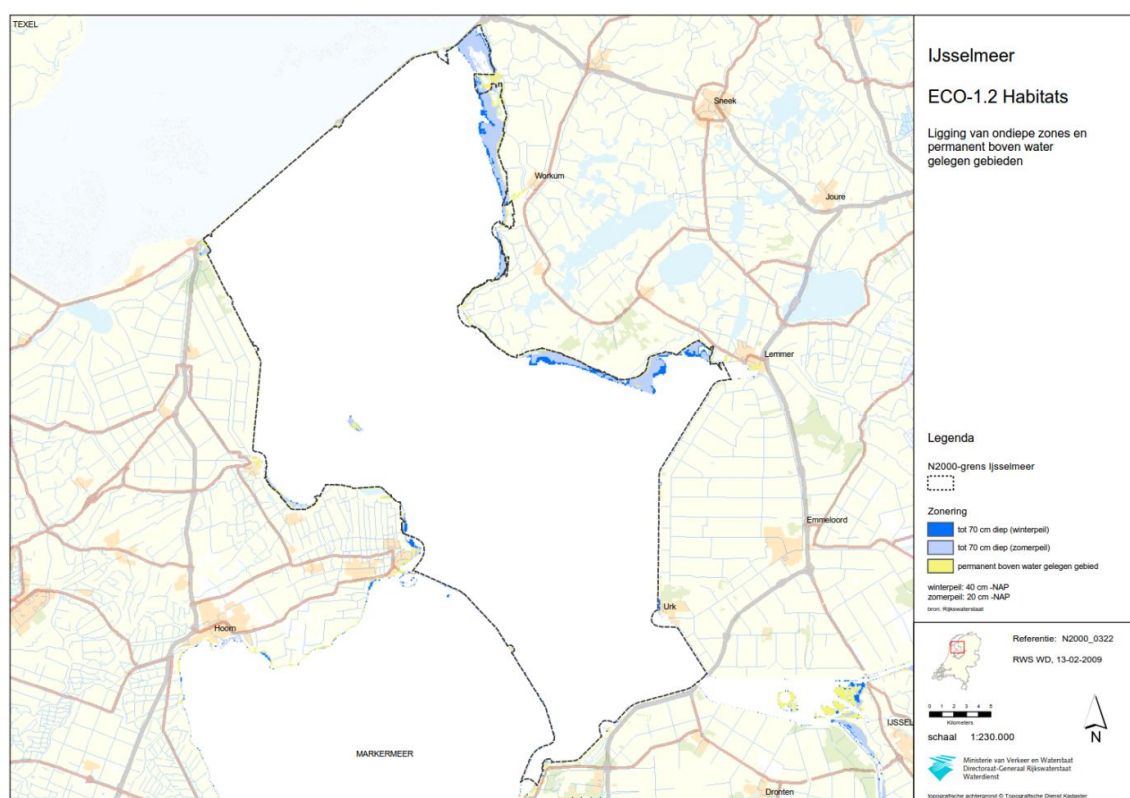 TEXEL
Sneek
Workum
Joure
Lemmer
Emmeloord
Urk
Hoorn
MARKERMEER
IJSSEL
Dronten
IJsselmeer
ECO-1.2 Habitats
Ligging van ondiepe zones en
permanent boven water
gelegen gebieden
Legenda
N2000-grens Ijsselmeer
Zonering
tot 70 cm diep (winterpeil)
tot 70 cm diep (zomerpeil)
permanent boven water gelegen gebied
winterpeil: 40 cm -NAP
zomerpeil: 20 cm -NAP
bron: Rijkswaterstaat
Referentie: N2000_0322
RWS WD, 13-02-2009
0 1 2 3 4 5
Kilometers
schaal 1:230.000
N
Ministerie van Verkeer en Waterstaat
Directoraat-Generaal Rijkswaterstaat
Waterdienst
topografische achtergrond © Topografische Dienst Kadaster